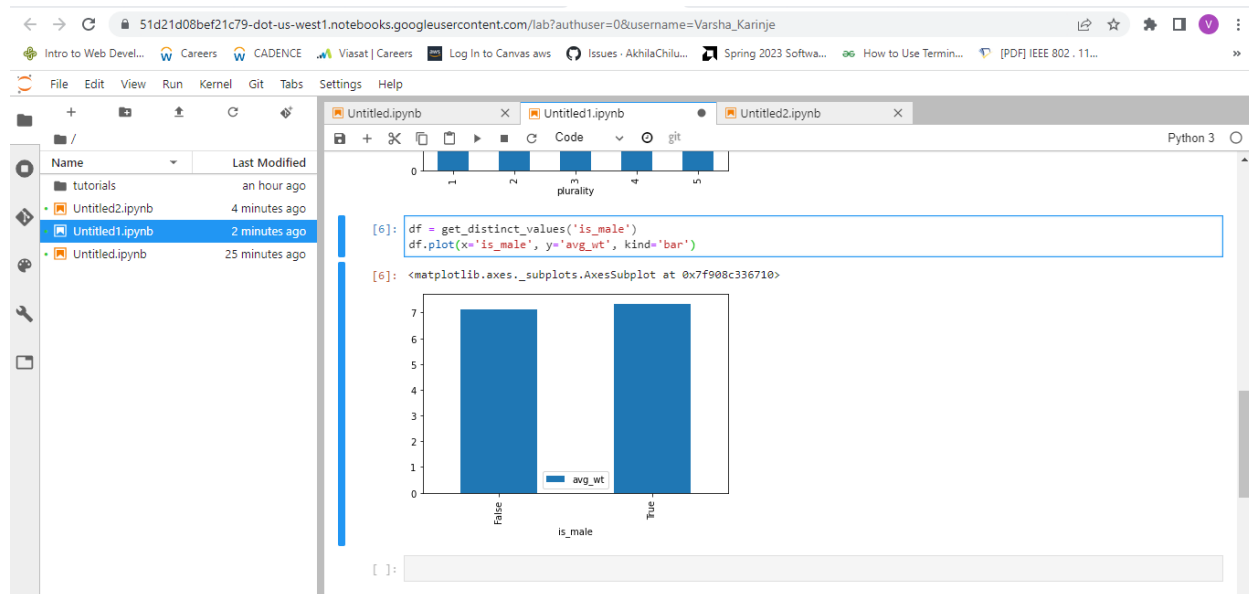 51d21d08bef21c79-dot-us-west1.notebooks.googleusercontent.com/lab?authuser=0&username=Varsha_Karinje
V
Intro to Web Devel... Careers CADENCE Viasat | Careers Log In to Canvas aws Issues · AkhilaChilu... Spring 2023 Softwa... How to Use Termin... [PDF] IEEE 802 . 11... »
File Edit View Run Kernel Git Tabs Settings Help
Untitled.ipynb Untitled1.ipynb Untitled2.ipynb
/
Code git Python 3
Name Last Modified
tutorials an hour ago
Untitled2.ipynb 4 minutes ago
Untitled1.ipynb 2 minutes ago
Untitled.ipynb 25 minutes ago
0
1 2 3 4 5
plurality
[6]: df = get_distinct_values('is_male')
df.plot(x='is_male', y='avg_wt', kind='bar')
[6]: <matplotlib.axes._subplots.AxesSubplot at 0x7f908c336710>
7
6
5
4
3
2
1
0
avg_wt
False True
is_male
[ ]: